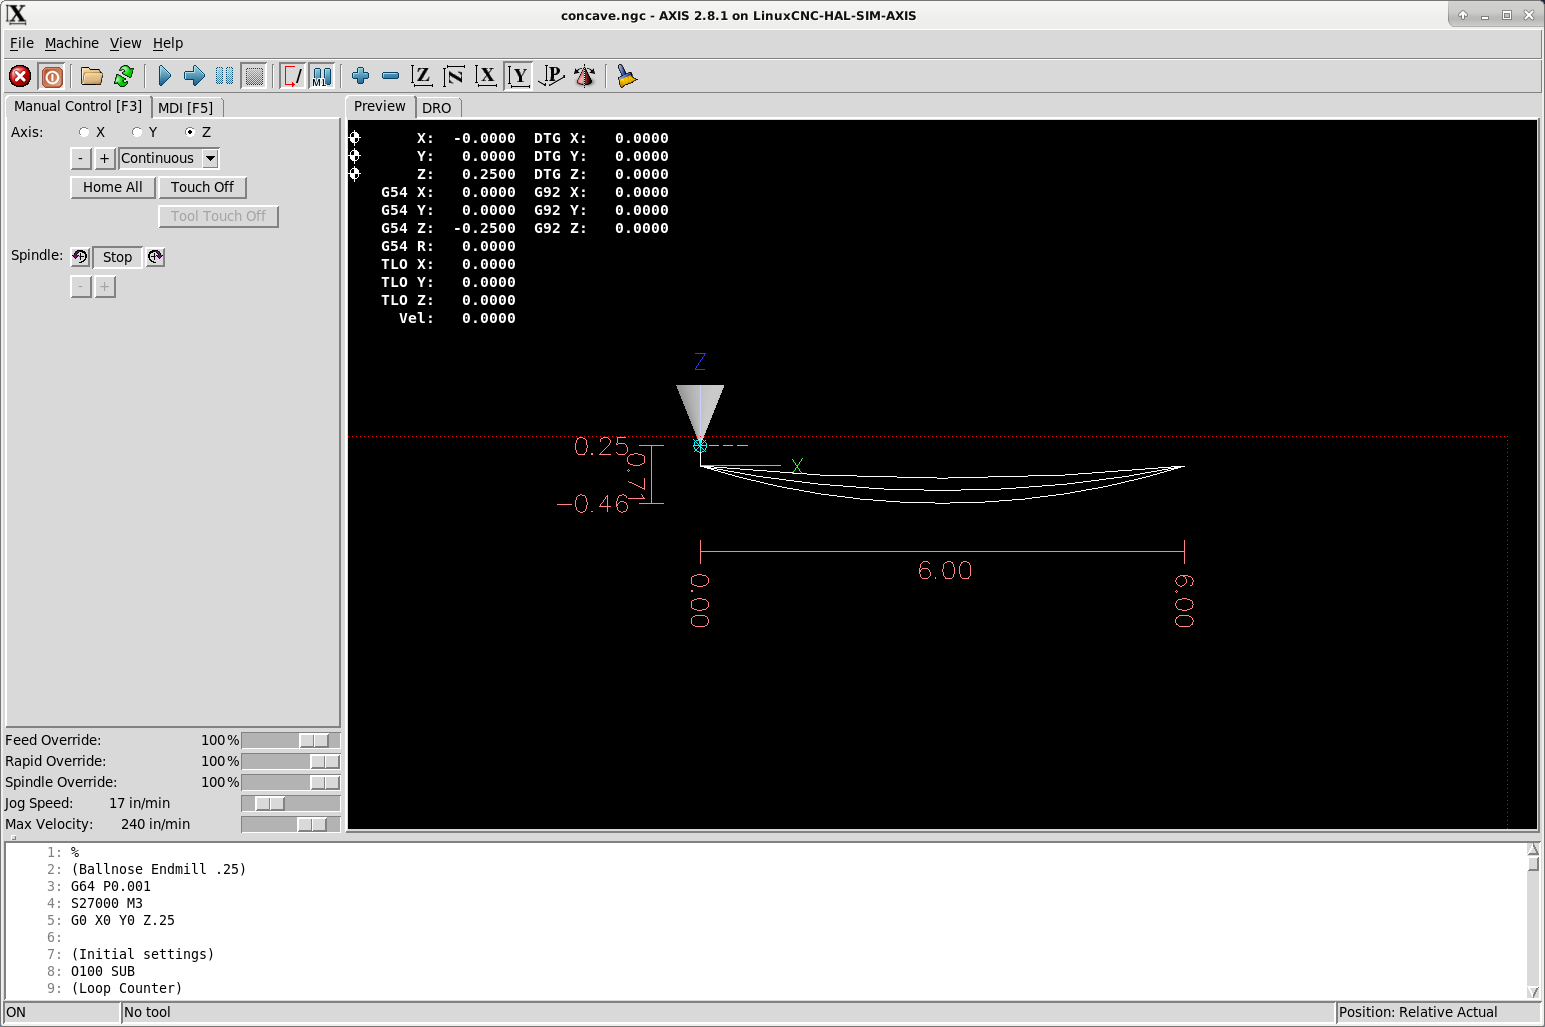 concave.ngc - AXIS 2.8.1 on LinuxCNC-HAL-SIM-AXIS
File Machine View Help
Z N X Y P M1
Manual Control [F3] MDI [F5]
Preview DRO
Axis: X Y Z
- + Continuous
Home All Touch Off
Tool Touch Off
Spindle: Stop
- +
X: -0.0000 DTG X: 0.0000
Y: 0.0000 DTG Y: 0.0000
Z: 0.2500 DTG Z: 0.0000
G54 X: 0.0000 G92 X: 0.0000
G54 Y: 0.0000 G92 Y: 0.0000
G54 Z: -0.2500 G92 Z: 0.0000
G54 R: 0.0000
TLO X: 0.0000
TLO Y: 0.0000
TLO Z: 0.0000
Vel: 0.0000
Z
0.25
0.71
X
-0.46
6.00
0.00
6.00
Feed Override: 100%
Rapid Override: 100%
Spindle Override: 100%
Jog Speed: 17 in/min
Max Velocity: 240 in/min
1: %
2: (Ballnose Endmill .25)
3: G64 P0.001
4: S27000 M3
5: G0 X0 Y0 Z.25
6:
7: (Initial settings)
8: O100 SUB
9: (Loop Counter)
ON No tool Position: Relative Actual